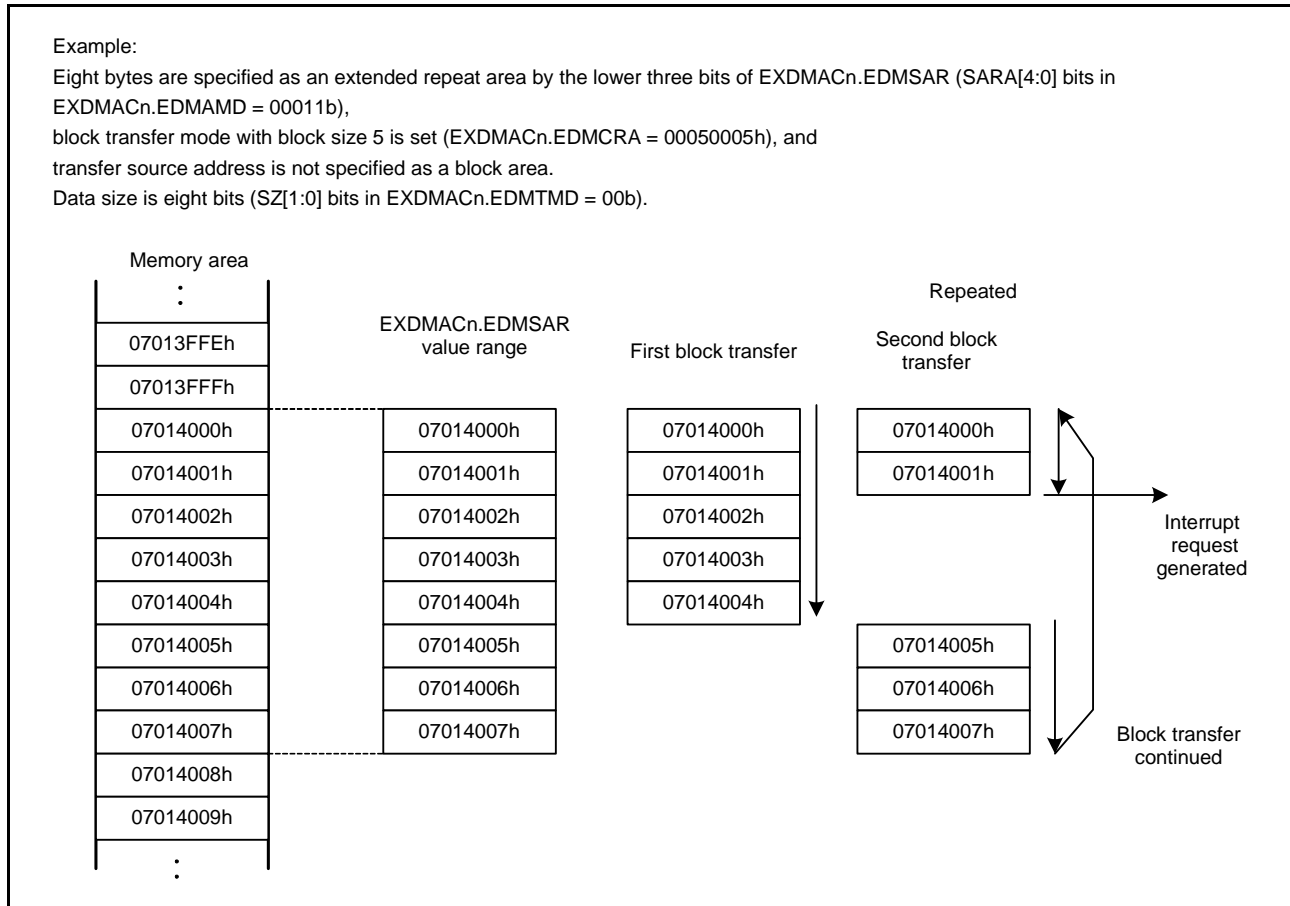 Example:
Eight bytes are specified as an extended repeat area by the lower three bits of EXDMACn.EDMSAR (SARA[4:0] bits in
EXDMACn.EDMAMD = 00011b),
block transfer mode with block size 5 is set (EXDMACn.EDMCRA = 00050005h), and
transfer source address is not specified as a block area.
Data size is eight bits (SZ[1:0] bits in EXDMACn.EDMTMD = 00b).
Memory area
:
07013FFEh
07013FFFh
07014000h
07014001h
07014002h
07014003h
07014004h
07014005h
07014006h
07014007h
07014008h
07014009h
:
EXDMACn.EDMSAR
value range
07014000h
07014001h
07014002h
07014003h
07014004h
07014005h
07014006h
07014007h
First block transfer
07014000h
07014001h
07014002h
07014003h
07014004h
Repeated
Second block
transfer
07014000h
07014001h
07014005h
07014006h
07014007h
Interrupt
request
generated
Block transfer
continued